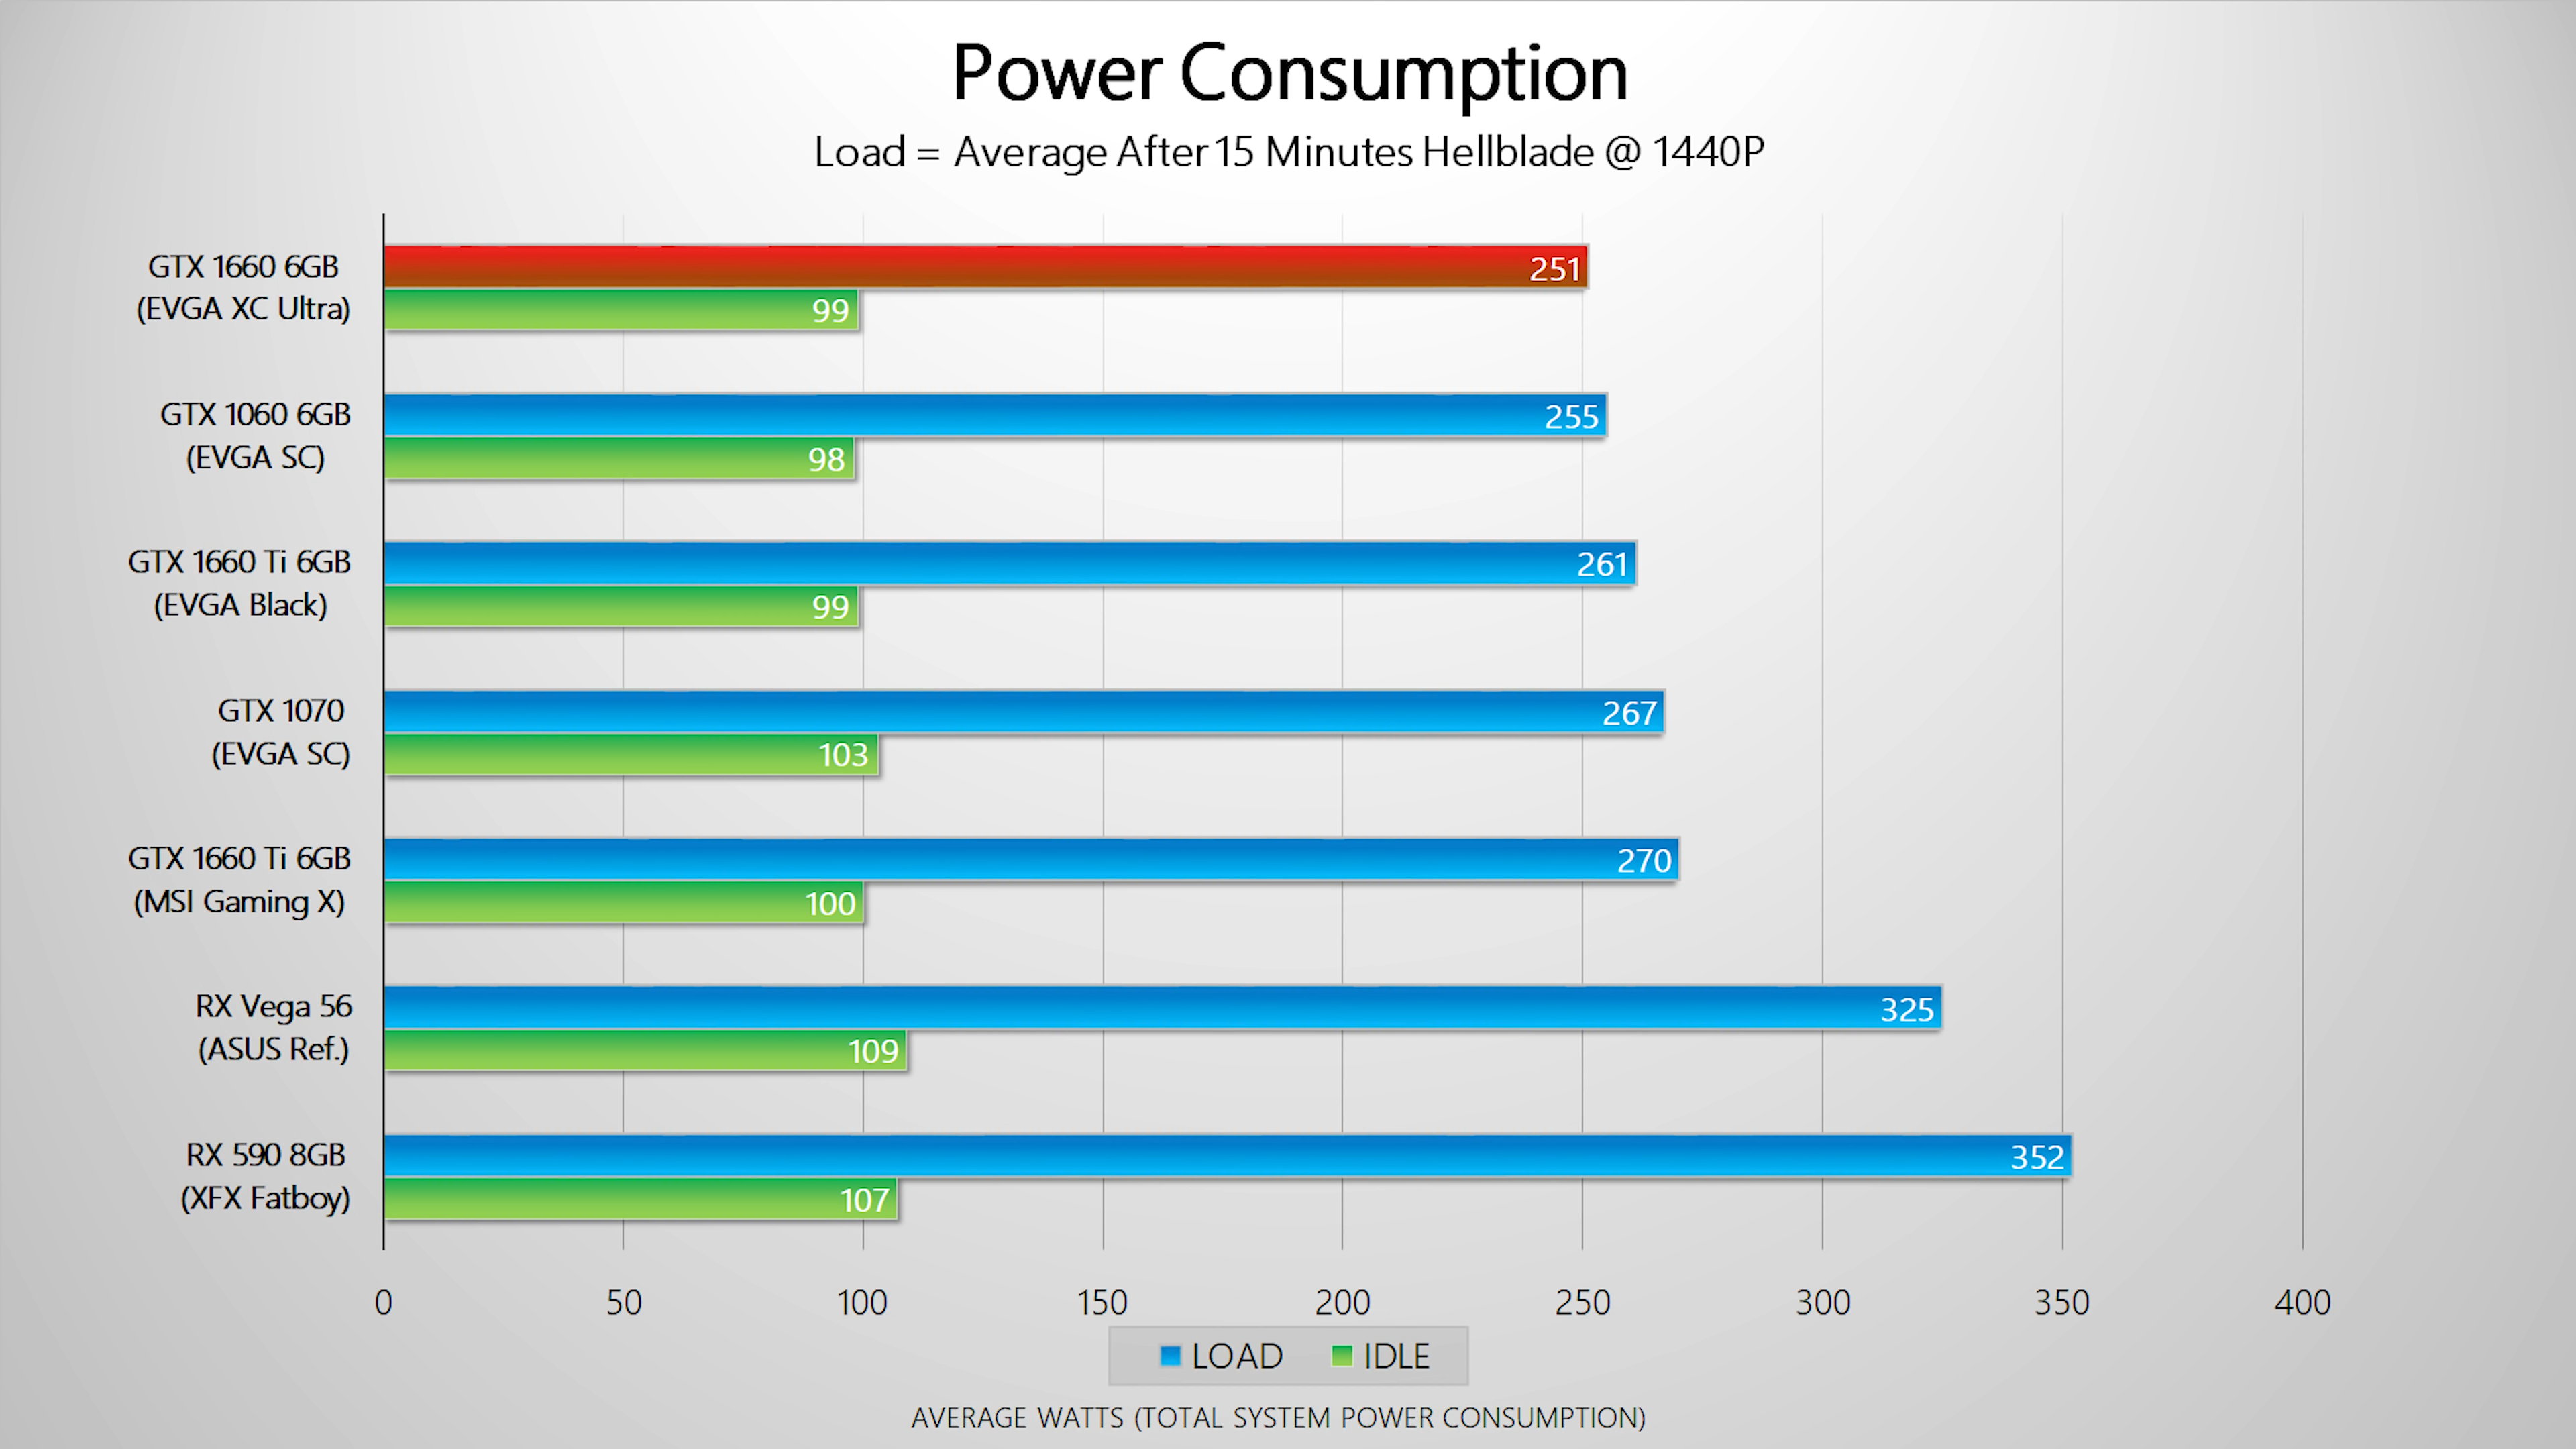 Power Consumption
Load = Average After 15 Minutes Hellblade @ 1440P
GTX 1660 6GB
(EVGA XC Ultra)
251
99
GTX 1060 6GB
(EVGA SC)
255
98
GTX 1660 Ti 6GB
(EVGA Black)
261
99
GTX 1070
(EVGA SC)
267
103
GTX 1660 Ti 6GB
(MSI Gaming X)
270
100
RX Vega 56
(ASUS Ref.)
325
109
RX 590 8GB
(XFX Fatboy)
352
107
0 50 100 150 200 250 300 350 400
LOAD IDLE
AVERAGE WATTS (TOTAL SYSTEM POWER CONSUMPTION)